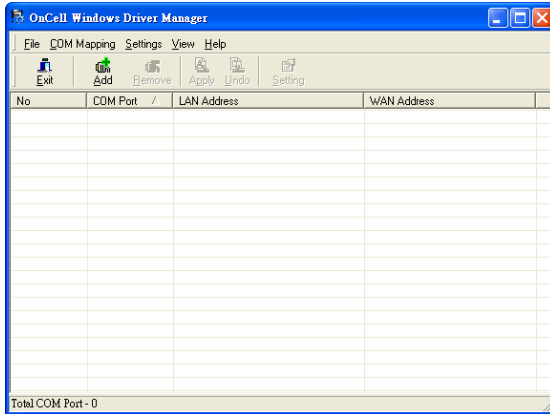 OnCell Windows Driver Manager
File COM Mapping Settings View Help
Exit Add Remove Apply Undo Setting
No COM Port LAN Address WAN Address
Total COM Port - 0